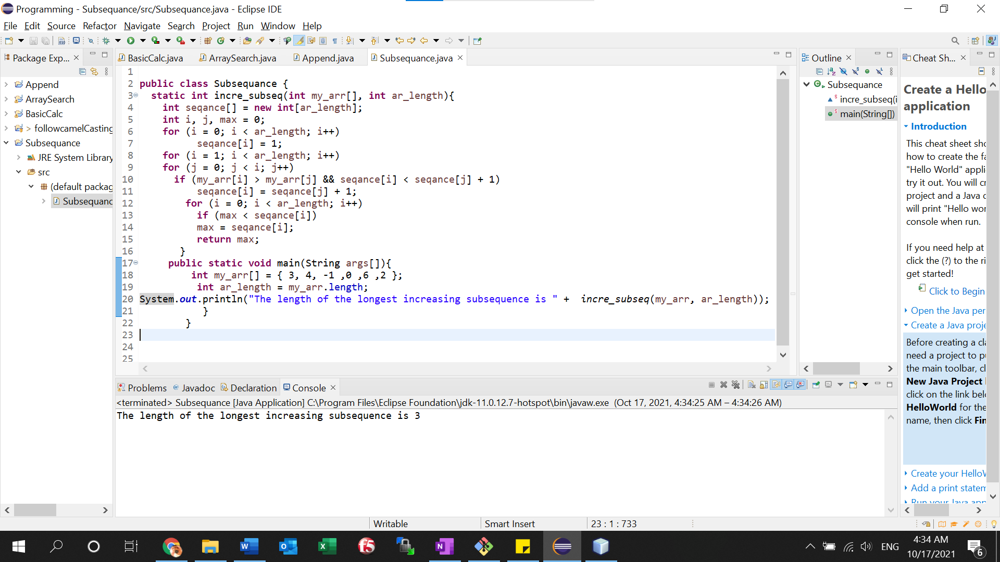 Programming - Subsequance/src/Subsequance.java - Eclipse IDE
File Edit Source Refactor Navigate Search Project Run Window Help
Package Exp...
Append
ArraySearch
BasicCalc
> followcamelCasting
Subsequance
JRE System Library
src
(default packag
Subsequanc
BasicCalc.java ArraySearch.java Append.java Subsequance.java
1
2 public class Subsequance {
3 static int incre_subseq(int my_arr[], int ar_length){
4 int seqance[] = new int[ar_length];
5 int i, j, max = 0;
6 for (i = 0; i < ar_length; i++)
7 seqance[i] = 1;
8 for (i = 1; i < ar_length; i++)
9 for (j = 0; j < i; j++)
10 if (my_arr[i] > my_arr[j] && seqance[i] < seqance[j] + 1)
11 seqance[i] = seqance[j] + 1;
12 for (i = 0; i < ar_length; i++)
13 if (max < seqance[i])
14 max = seqance[i];
15 return max;
16 }
17 public static void main(String args[]){
18 int my_arr[] = { 3, 4, -1 ,0 ,6 ,2 };
19 int ar_length = my_arr.length;
20 System.out.println("The length of the longest increasing subsequence is " + incre_subseq(my_arr, ar_length));
21 }
22 }
23
24
25
Outline
Subsequance
incre_subseq(i
main(String[])
Cheat Sh...
Create a Hello
application
Introduction
This cheat sheet sho
how to create the fa
"Hello World" appli
try it out. You will cr
project and a Java c
will print "Hello wor
console when run.
If you need help at
click the (?) to the ri
get started!
Click to Begin
Open the Java per
Create a Java proje
Before creating a cla
need a project to pu
the main toolbar, cl
New Java Project
click on the link belo
HelloWorld for the
name, then click Fin
Create your HelloW
Add a print statem
Run your Java app
Problems Javadoc Declaration Console
<terminated> Subsequance [Java Application] C:\Program Files\Eclipse Foundation\jdk-11.0.12.7-hotspot\bin\javaw.exe (Oct 17, 2021, 4:34:25 AM – 4:34:26 AM)
The length of the longest increasing subsequence is 3
Writable Smart Insert 23 : 1 : 733
ENG
4:34 AM
10/17/2021
6